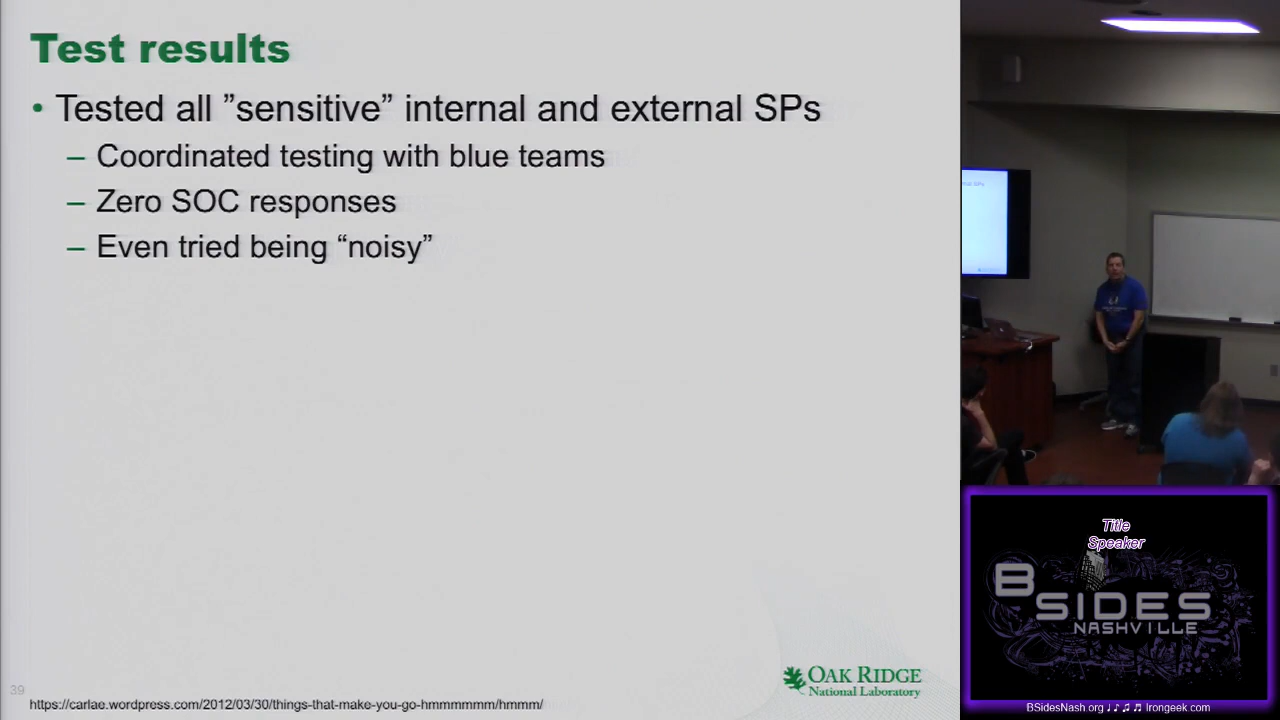 Test results
• Tested all ”sensitive” internal and external SPs
– Coordinated testing with blue teams
– Zero SOC responses
– Even tried being “noisy”
39
https://carlae.wordpress.com/2012/03/30/things-that-make-you-go-hmmmmmm/hmmm/
OAK RIDGE
National Laboratory
Title
Speaker
BSIDES
NASHVILLE
BSidesNash.org ♩♪♫♬ Irongeek.com